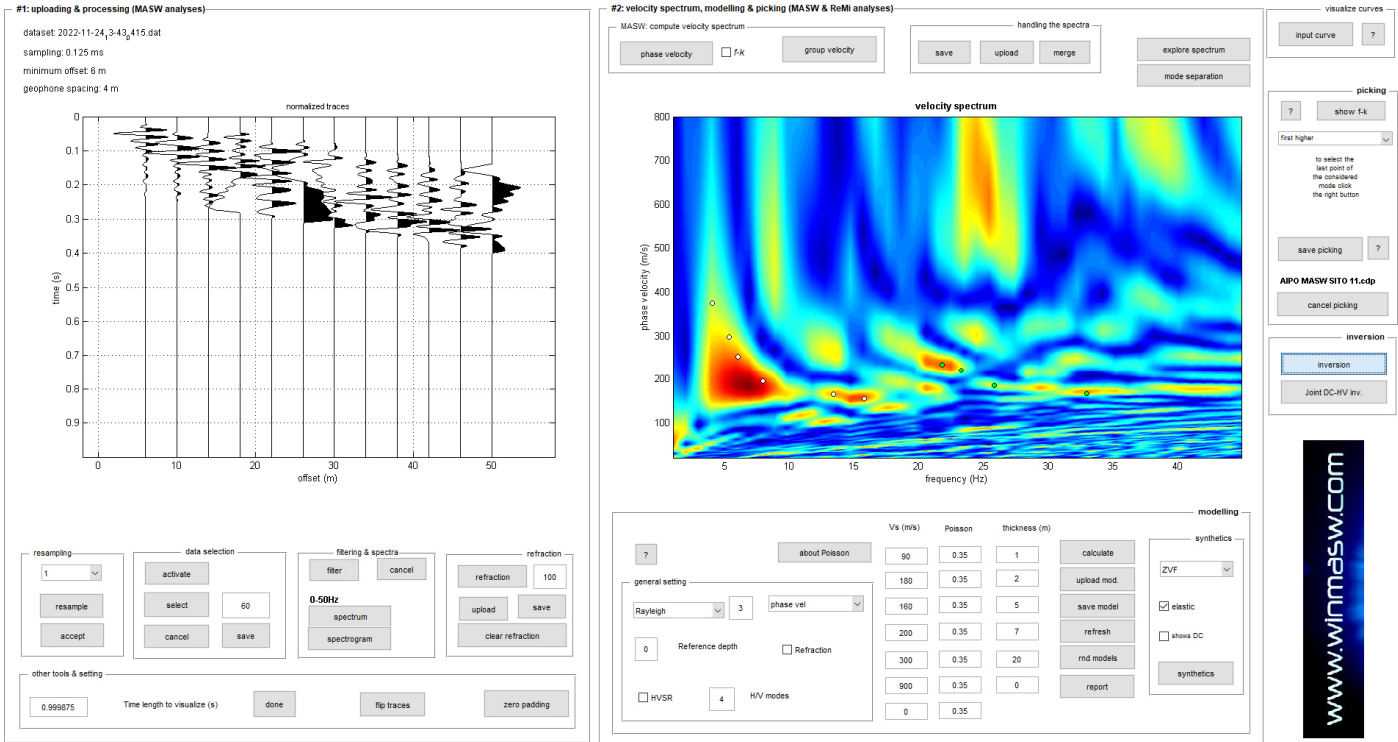 #1: uploading & processing (MASW analyses)
dataset: 2022-11-24,3-43p415.dat
sampling: 0.125 ms
minimum offset: 6 m
geophone spacing: 4 m
normalized traces
0
0.1
0.2
0.3
0.4
0.5
0.6
0.7
0.8
0.9
time (s)
0 10 20 30 40 50
offset (m)
resampling
1
resample
accept
data selection
activate
select 60
cancel save
filtering & spectra
filter cancel
0-50Hz
spectrum
spectrogram
refraction
refraction 100
upload save
clear refraction
other tools & setting
0.999875 Time length to visualize (s) done flip traces zero padding
#2: velocity spectrum, modelling & picking (MASW & ReMi analyses)
MASW: compute velocity spectrum
phase velocity f-k group velocity
handling the spectra
save upload merge
explore spectrum
mode separation
velocity spectrum
800
700
600
500
400
300
200
100
phase velocity (m/s)
5 10 15 20 25 30 35 40
frequency (Hz)
modelling
? about Poisson
general setting
Rayleigh 3 phase vel
0 Reference depth Refraction
HVSR 4 H/V modes
Vs (m/s) Poisson thickness (m)
90 0.35 1
180 0.35 2
160 0.35 5
200 0.35 7
300 0.35 20
900 0.35 0
0 0.35
calculate
upload mod.
save model
refresh
rnd models
report
synthetics
ZVF
elastic
shows DC
synthetics
visualize curves
input curve ?
picking
? show f-k
first higher
to select the
last point of
the considered
mode click
the right button
save picking ?
AIPO MASW SITO 11.cdp
cancel picking
inversion
inversion
Joint DC-HV inv.
www.winmasw.com